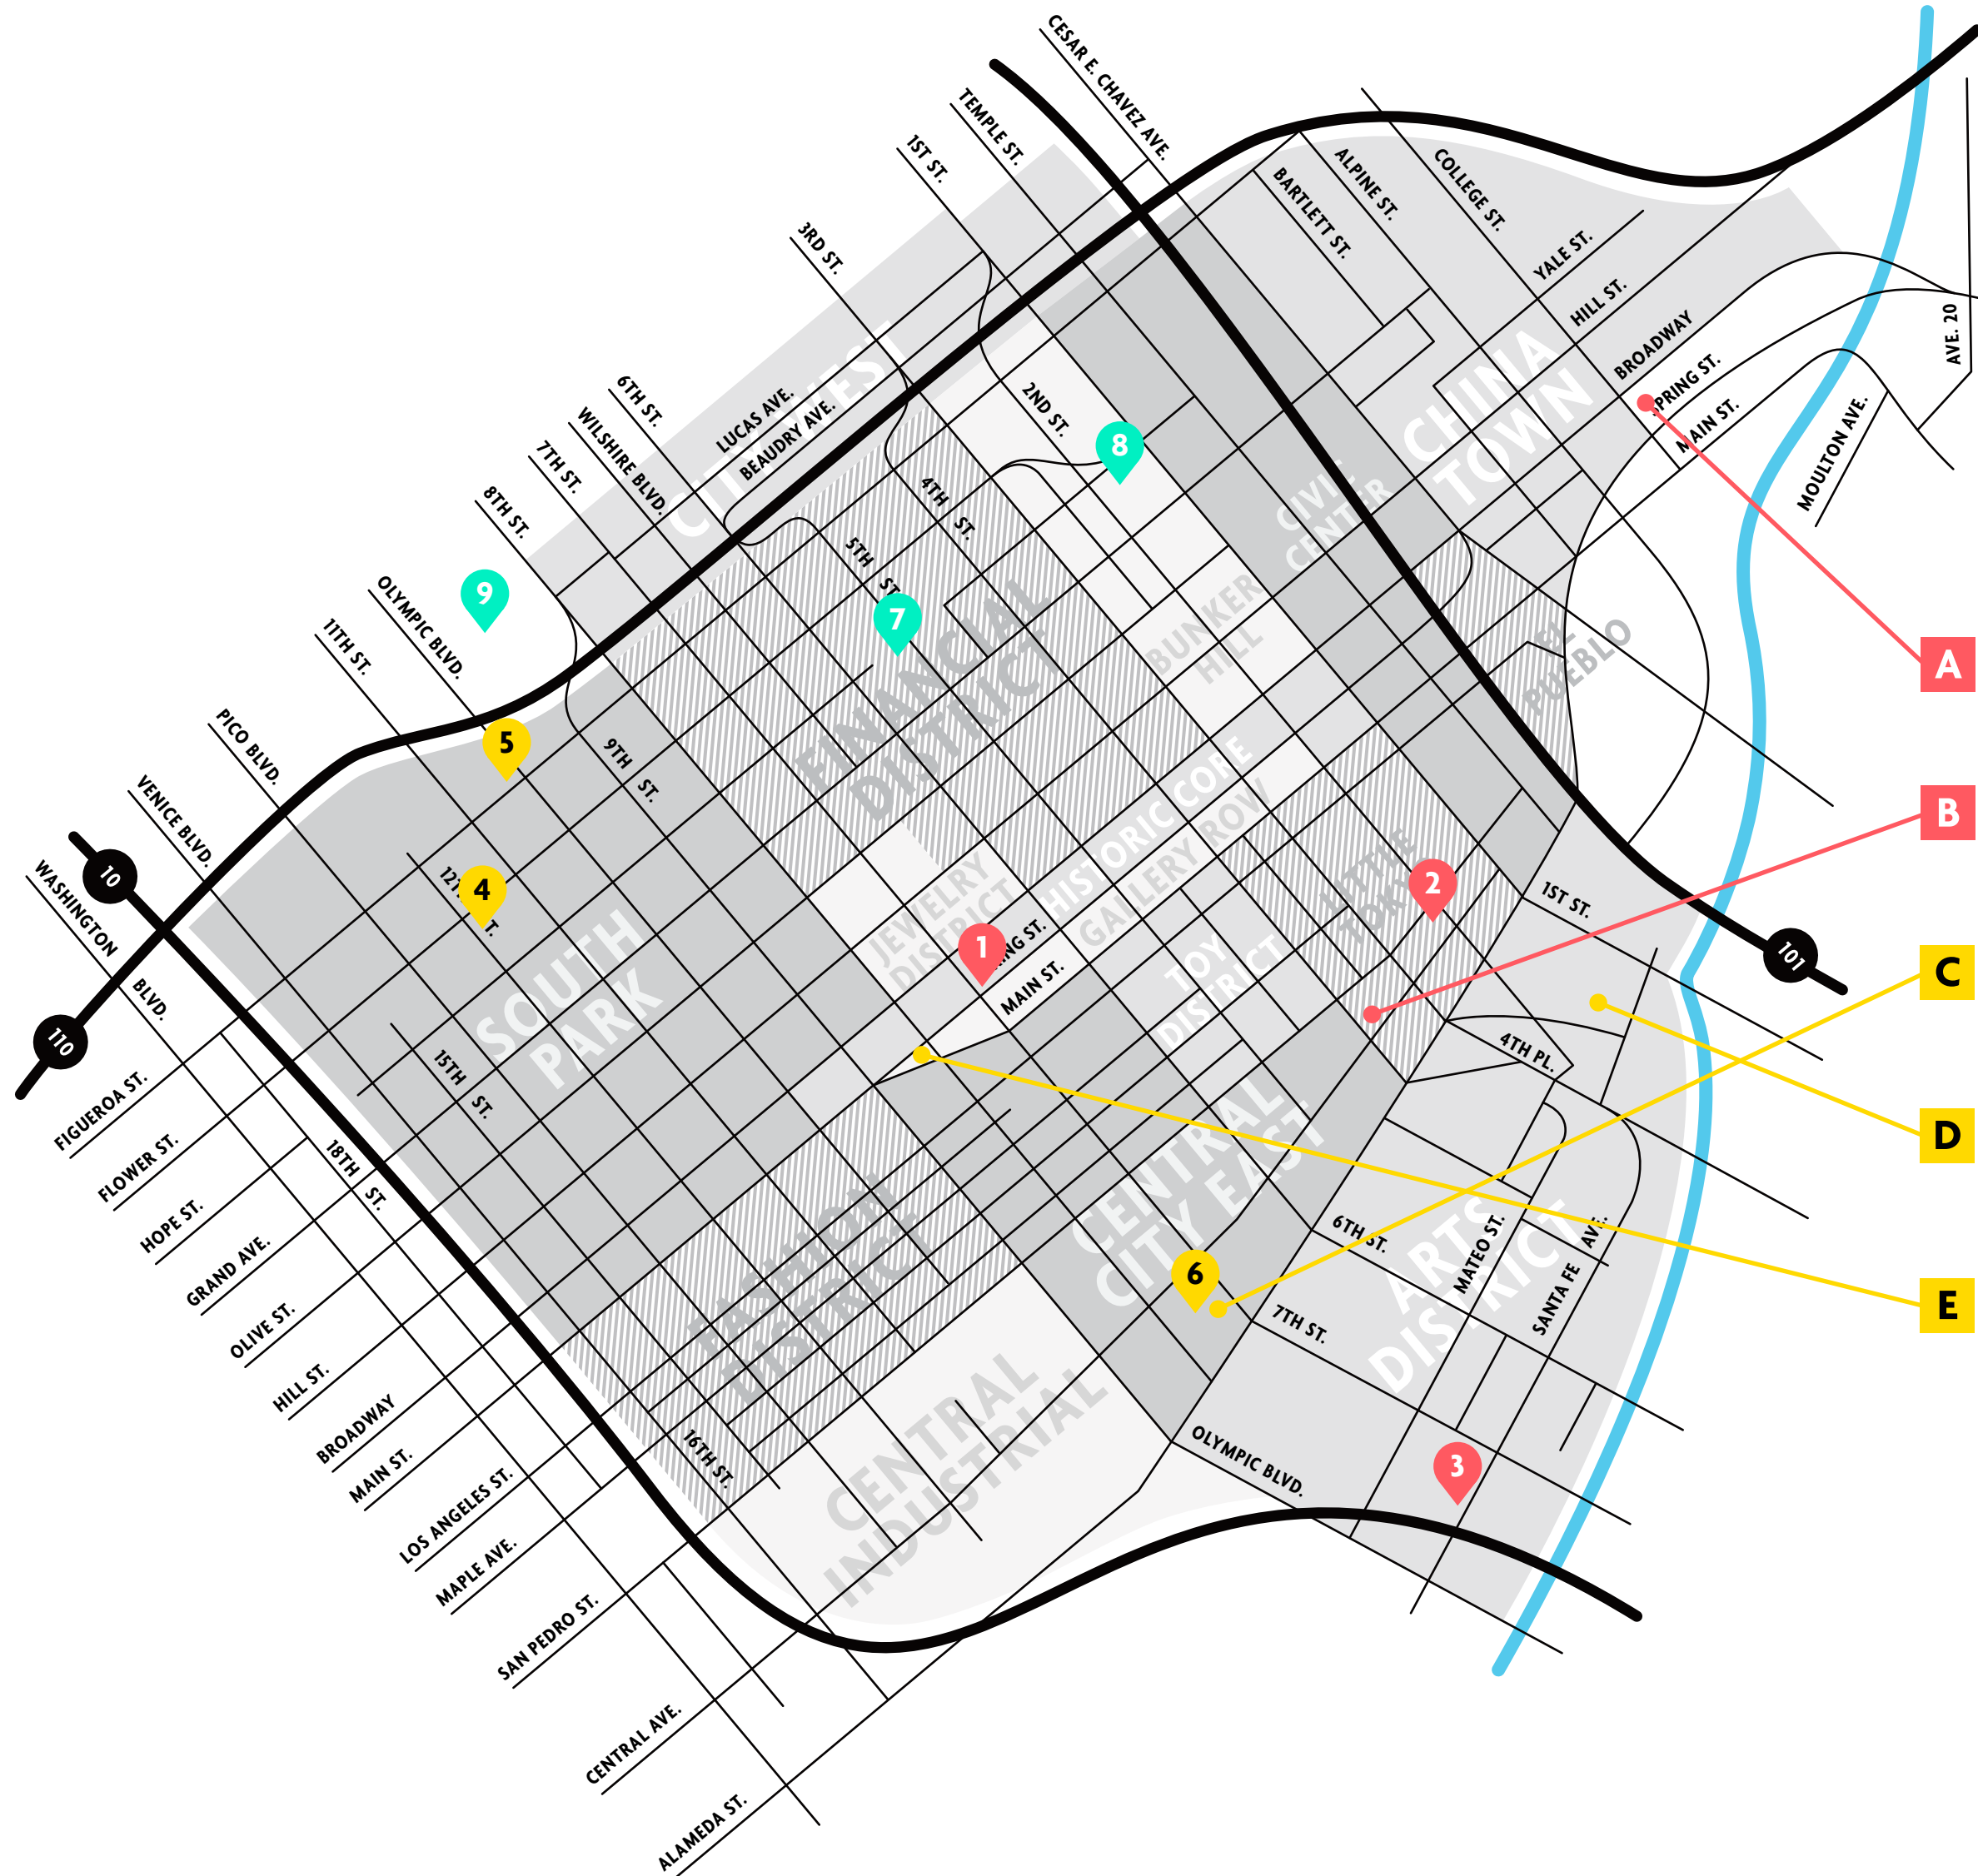 CESAR E. CHAVEZ AVE.
TEMPLE ST.
1ST ST.
ALPINE ST.
COLLEGE ST.
BARTLETT ST.
3RD ST.
YALE ST.
HILL ST.
BROADWAY
AVE. 20
SPRING ST.
MAIN ST.
MOULTON AVE.
CHINA
TOWN
6TH ST.
WILSHIRE BLVD.
7TH ST.
8TH ST.
LUCAS AVE.
BEAUDRY AVE.
CITY WEST
2ND ST.
4TH ST.
5TH ST.
8
CIVIC
CENTER
OLYMPIC BLVD.
11TH ST.
9
7
FINANCIAL
DISTRICT
BUNKER
HILL
EL
PUEBLO
A
PICO BLVD.
VENICE BLVD.
WASHINGTON BLVD.
5
9TH ST.
10
110
12TH ST.
4
SOUTH
PARK
JEWELRY
DISTRICT
HISTORIC CORE
GALLERY ROW
1
SPRING ST.
MAIN ST.
TOY
DISTRICT
LITTLE
TOKYO
2
B
1ST ST.
101
C
4TH PL.
D
15TH ST.
18TH ST.
FIGUEROA ST.
FLOWER ST.
HOPE ST.
GRAND AVE.
OLIVE ST.
HILL ST.
BROADWAY
MAIN ST.
LOS ANGELES ST.
MAPLE AVE.
SAN PEDRO ST.
CENTRAL AVE.
ALAMEDA ST.
FASHION
DISTRICT
16TH ST.
CENTRAL
CITY EAST
6
6TH ST.
7TH ST.
MATEO ST.
SANTA FE AVE.
ARTS
DISTRICT
E
CENTRAL
INDUSTRIAL
OLYMPIC BLVD.
3